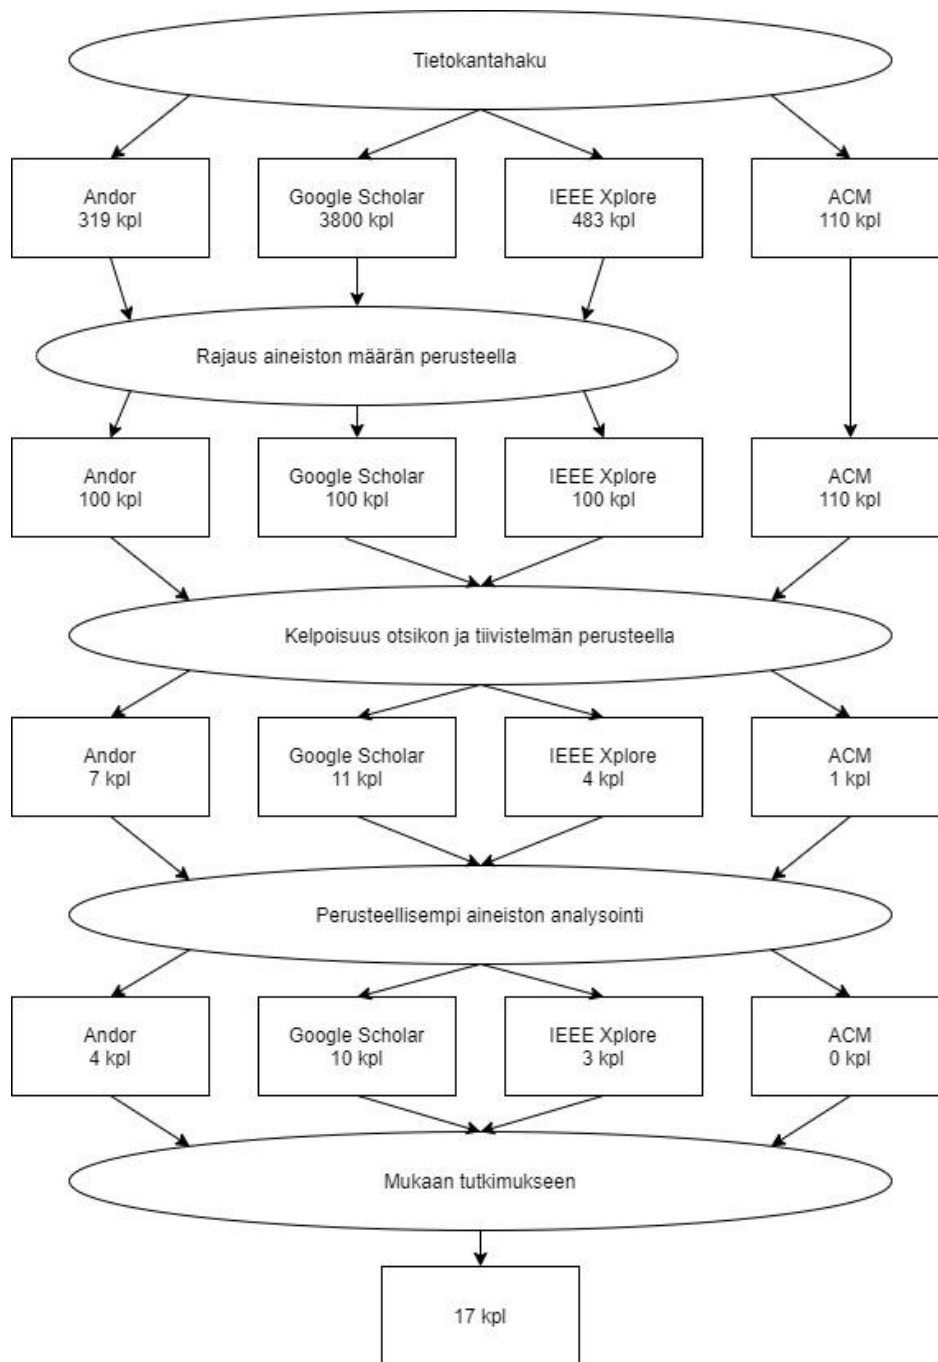 Tietokantahaku
Andor
319 kpl
Google Scholar
3800 kpl
IEEE Xplore
483 kpl
ACM
110 kpl
Rajaus aineiston määrän perusteella
Andor
100 kpl
Google Scholar
100 kpl
IEEE Xplore
100 kpl
ACM
110 kpl
Kelpoisuus otsikon ja tiivistelmän perusteella
Andor
7 kpl
Google Scholar
11 kpl
IEEE Xplore
4 kpl
ACM
1 kpl
Perusteellisempi aineiston analysointi
Andor
4 kpl
Google Scholar
10 kpl
IEEE Xplore
3 kpl
ACM
0 kpl
Mukaan tutkimukseen
17 kpl